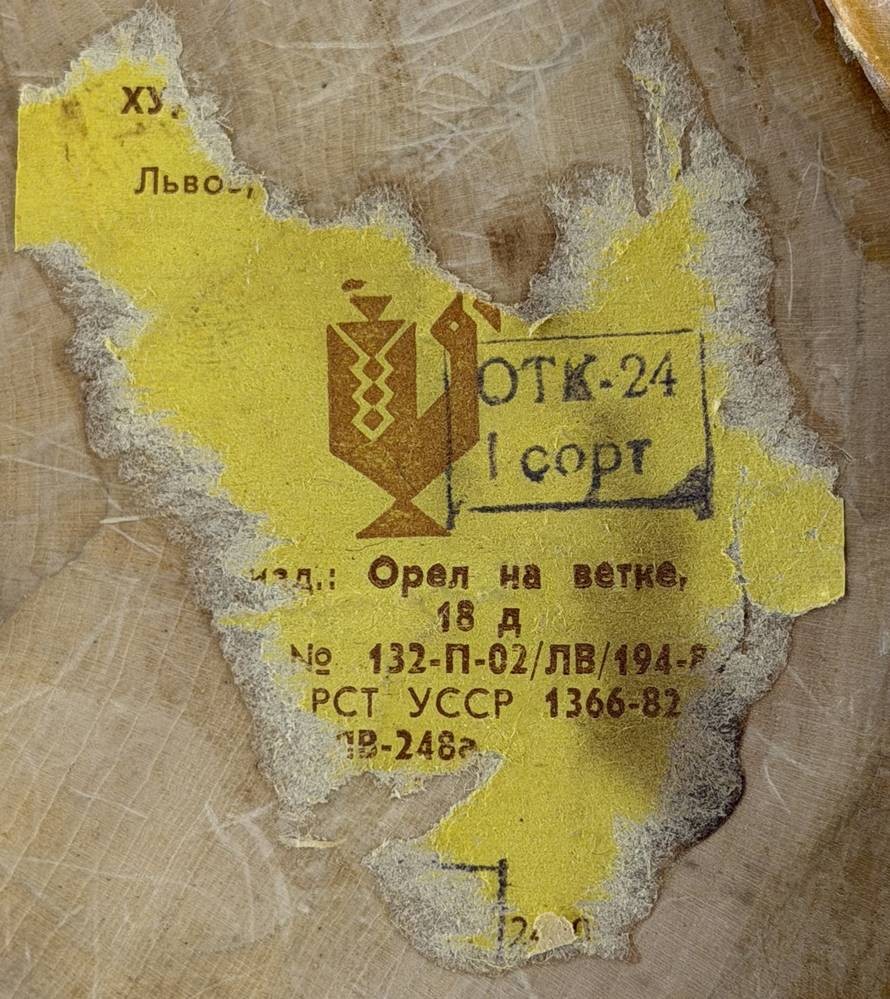 ХУ
Львов,
ОТК-24
I сорт
изд.: Орел на ветке,
18 д
№ 132-П-02/ЛВ/194-8
РСТ УССР 1366-82
ЛВ-248а